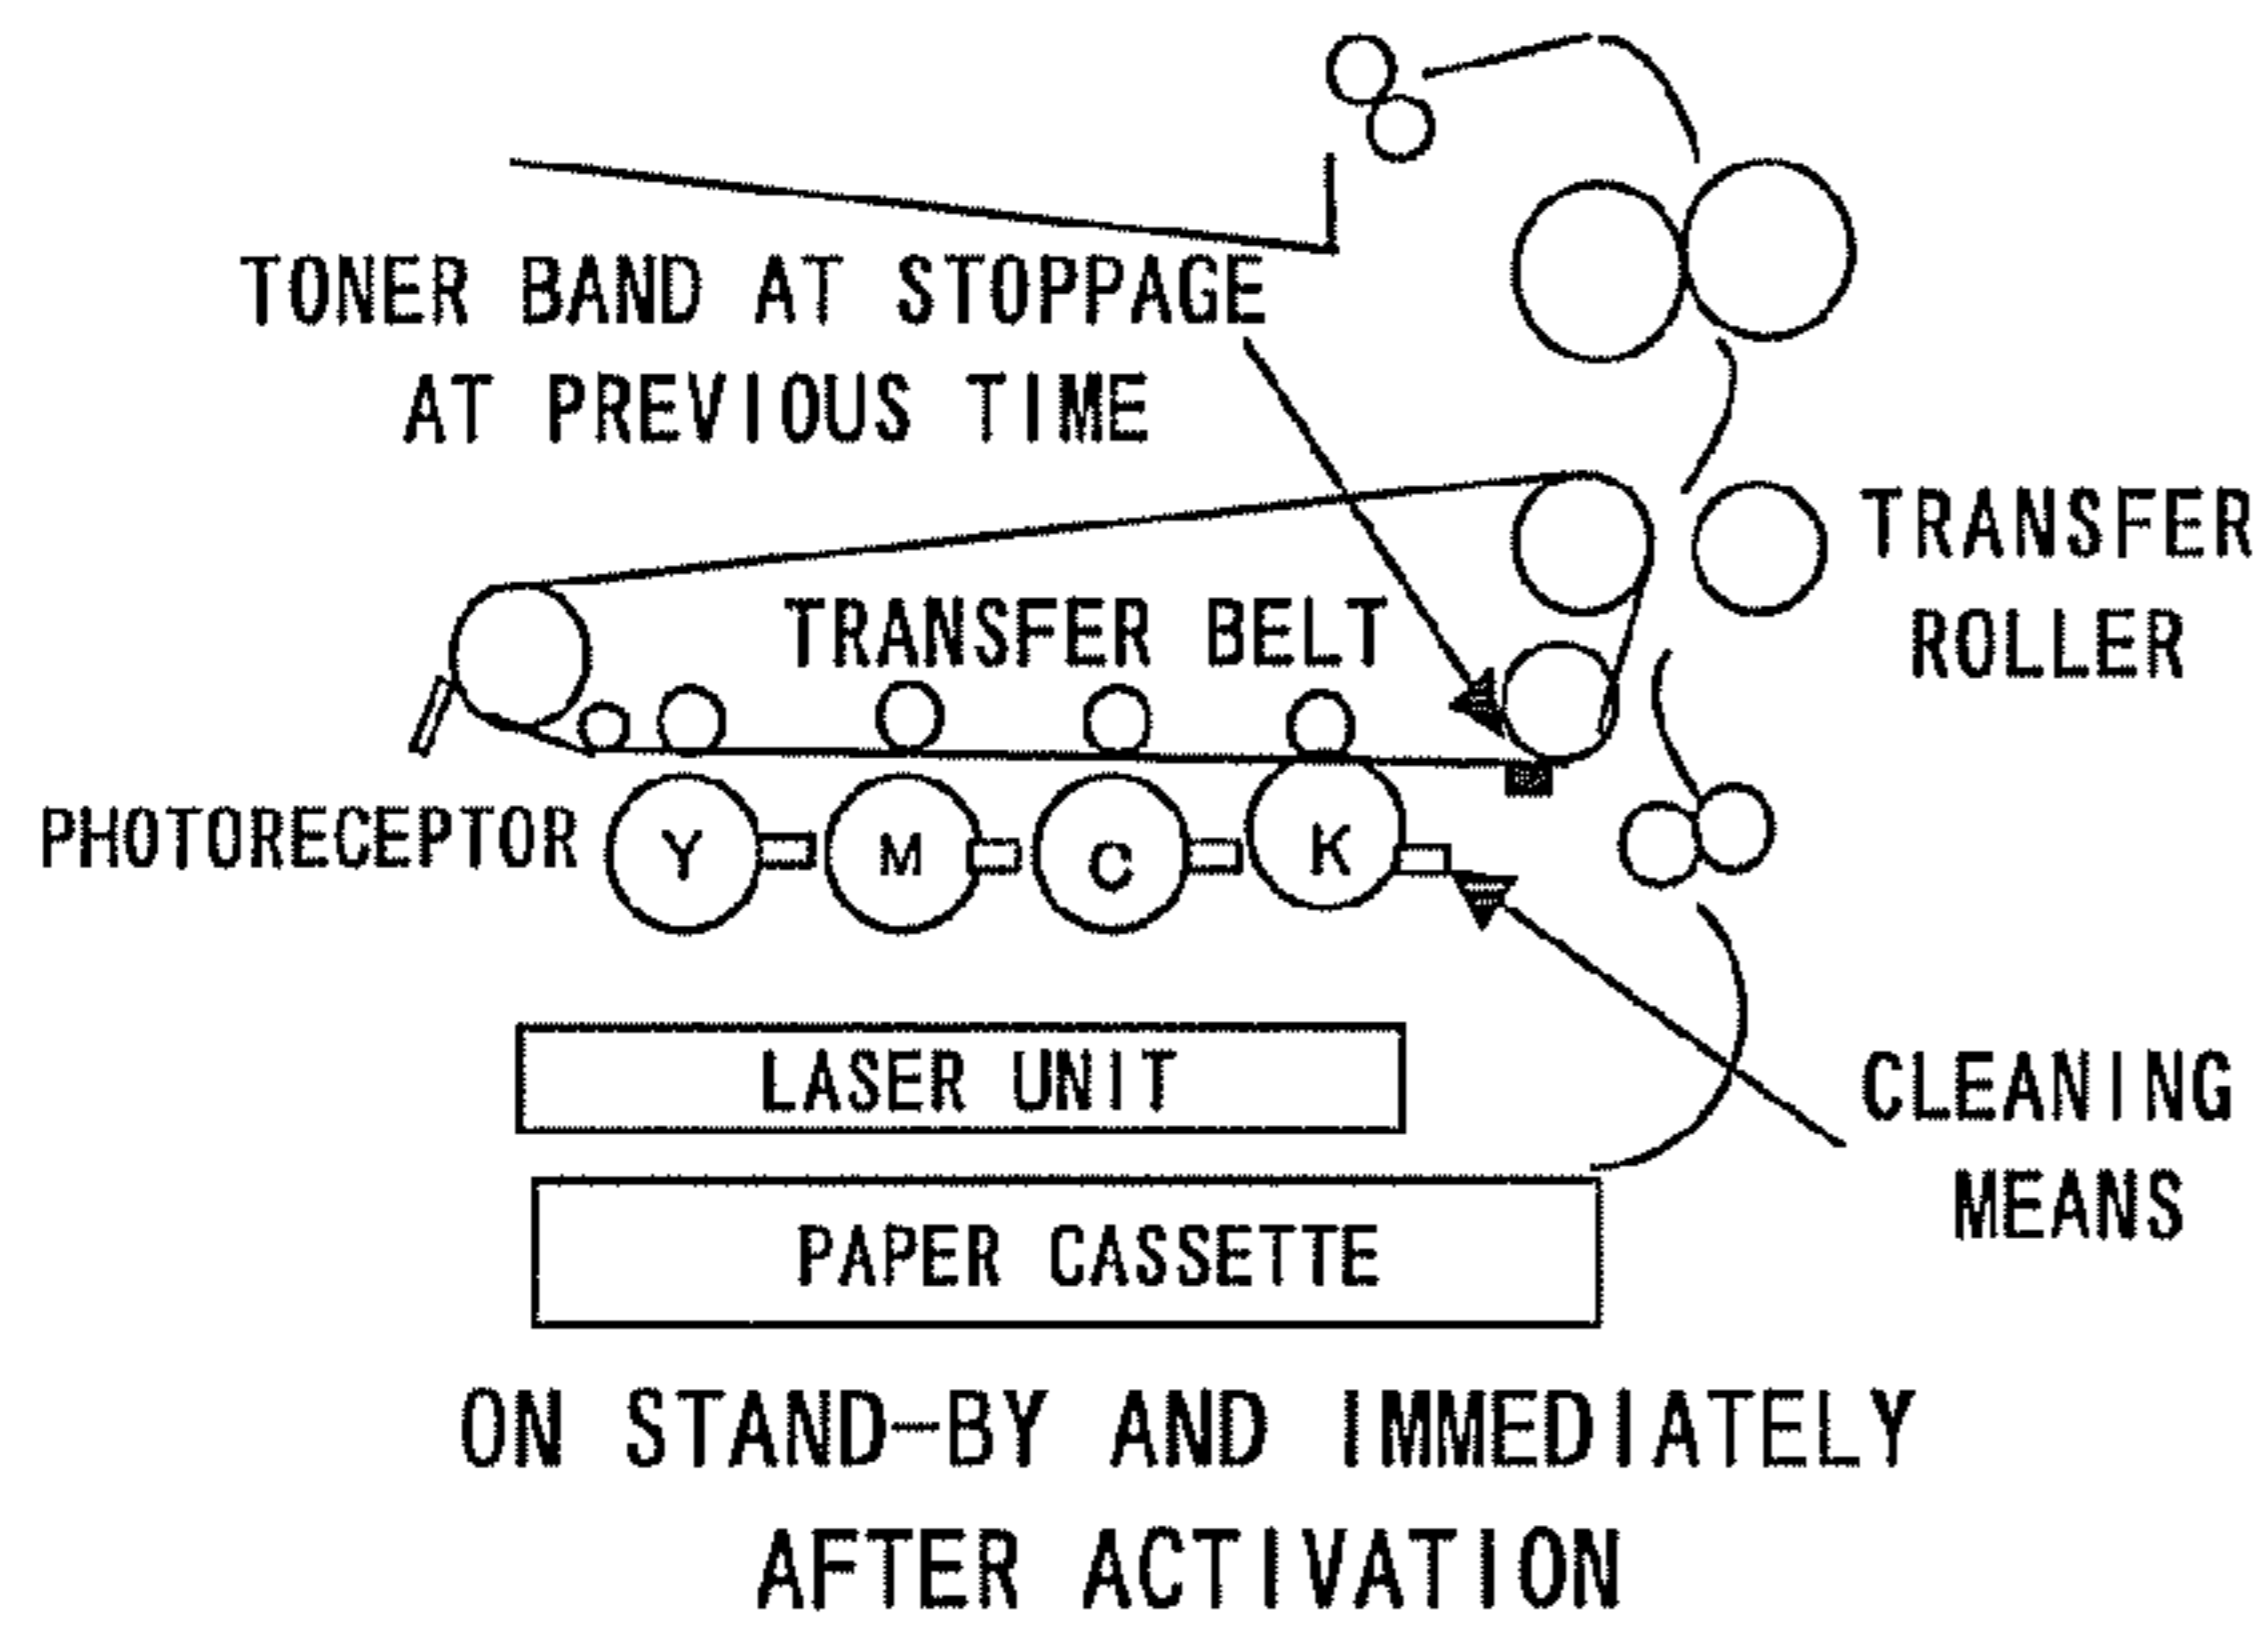 TONER BAND AT STOPPAGE
AT PREVIOUS TIME
TRANSFER
ROLLER
TRANSFER BELT
PHOTORECEPTOR
Y
M
C
K
LASER UNIT
CLEANING
MEANS
PAPER CASSETTE
ON STAND-BY AND IMMEDIATELY
AFTER ACTIVATION